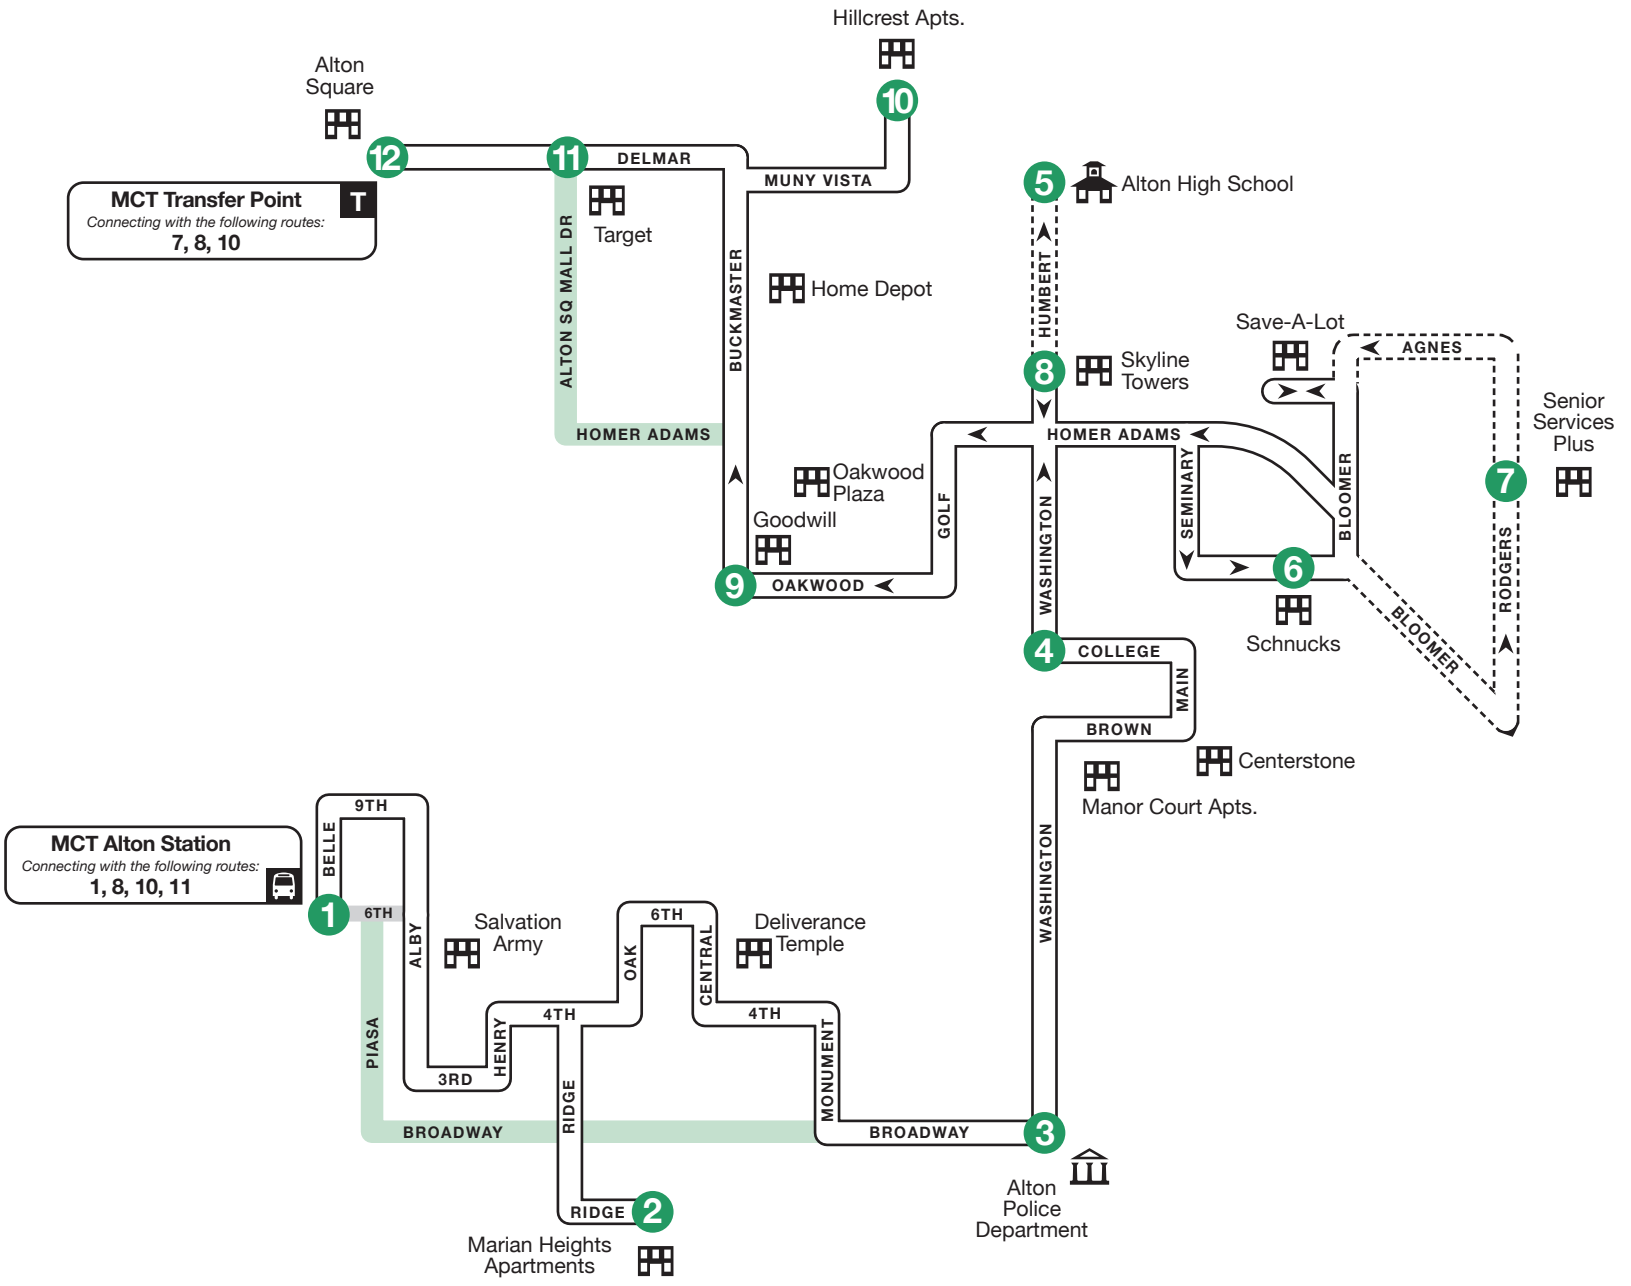 Hillcrest Apts.
10
Alton
Square
12
11
DELMAR
MUNY VISTA
MCT Transfer Point
T
Connecting with the following routes:
7, 8, 10
Target
ALTON SQ MALL DR
HOMER ADAMS
BUCKMASTER
Home Depot
5
Alton High School
HUMBERT
8
Skyline
Towers
Save-A-Lot
AGNES
Senior
Services
Plus
7
RODGERS
HOMER ADAMS
SEMINARY
BLOOMER
6
Schnucks
BLOOMER
Oakwood
Plaza
Goodwill
9
OAKWOOD
GOLF
WASHINGTON
4
COLLEGE
MAIN
BROWN
Centerstone
Manor Court Apts.
WASHINGTON
9TH
BELLE
MCT Alton Station
Connecting with the following routes:
1, 8, 10, 11
1
6TH
ALBY
Salvation
Army
PIASA
3RD
HENRY
4TH
OAK
6TH
CENTRAL
Deliverance
Temple
4TH
MONUMENT
RIDGE
BROADWAY
BROADWAY
3
Alton
Police
Department
RIDGE
2
Marian Heights
Apartments